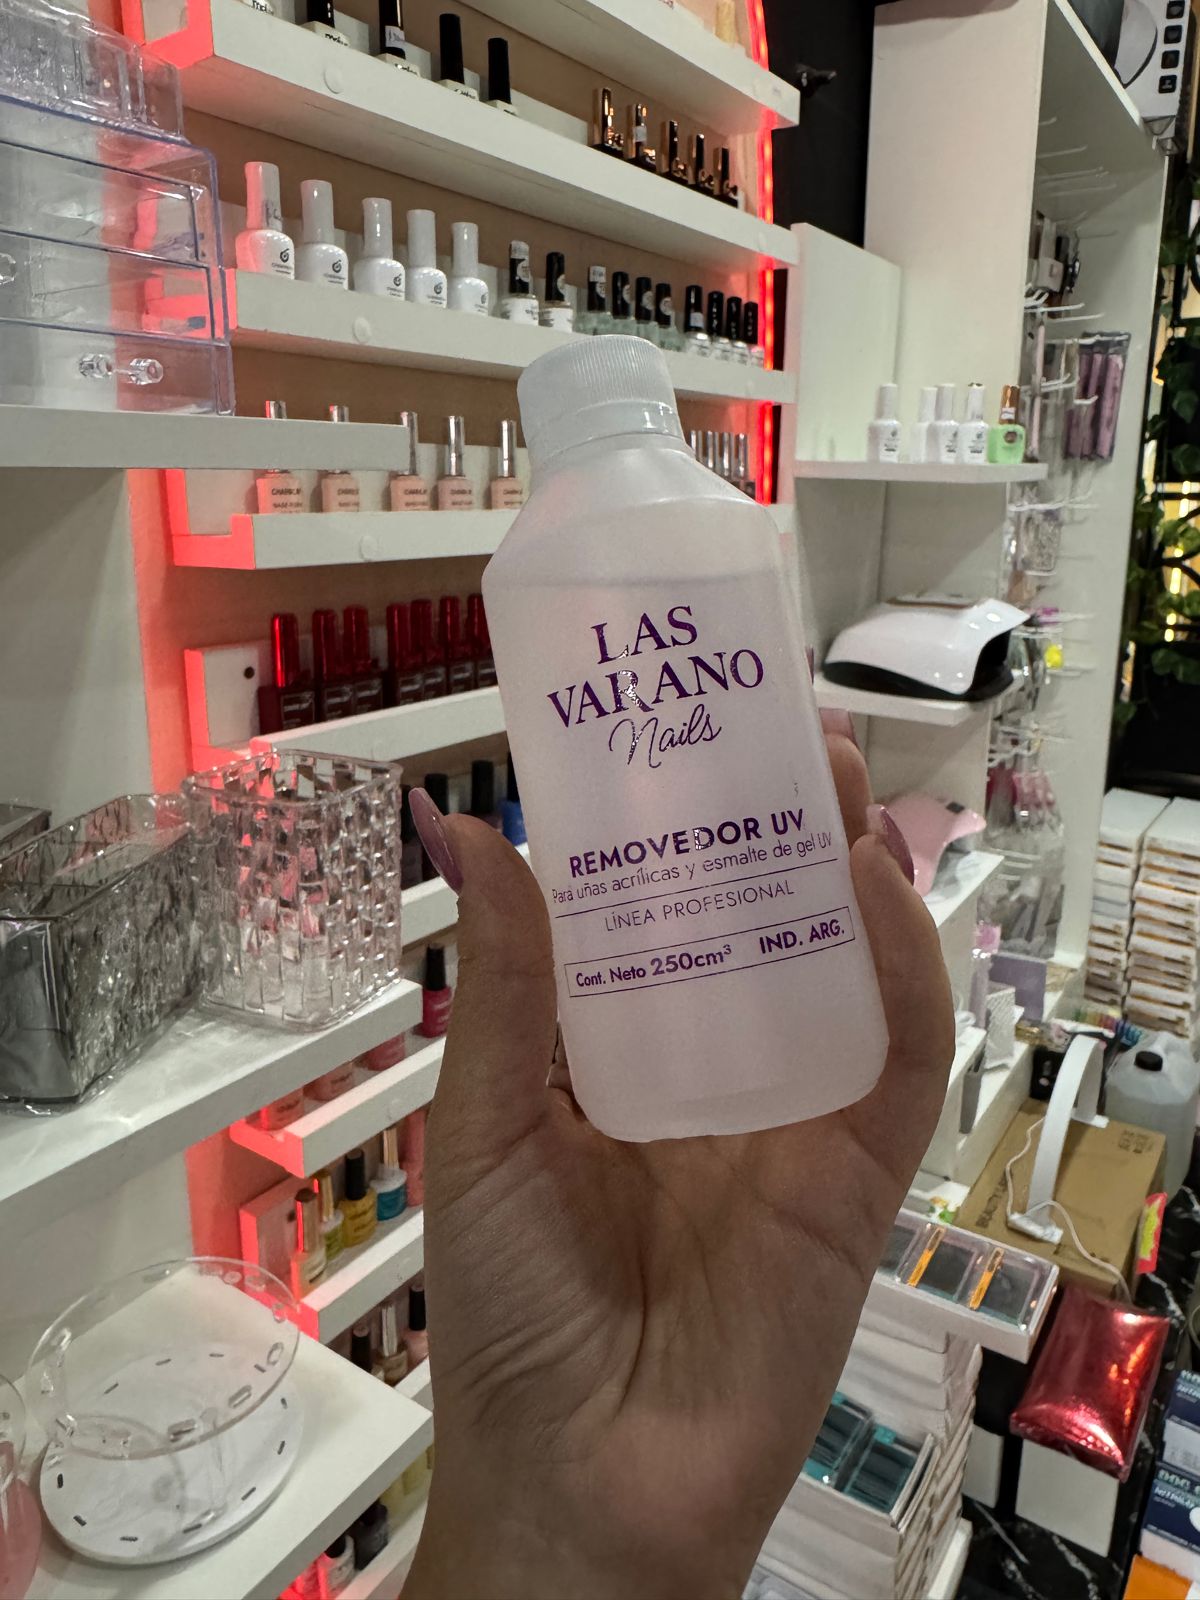 LAS
VARANO
Nails
REMOVEDOR UV
Para uñas acrílicas y esmalte de gel UV
LÍNEA PROFESIONAL
Cont. Neto 250cm³ IND. ARG.